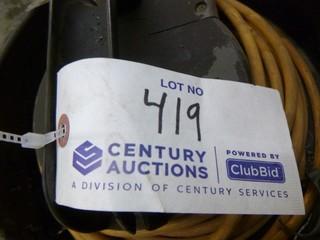 LOT NO
419
CENTURY
AUCTIONS
POWERED BY
ClubBid
A DIVISION OF CENTURY SERVICES